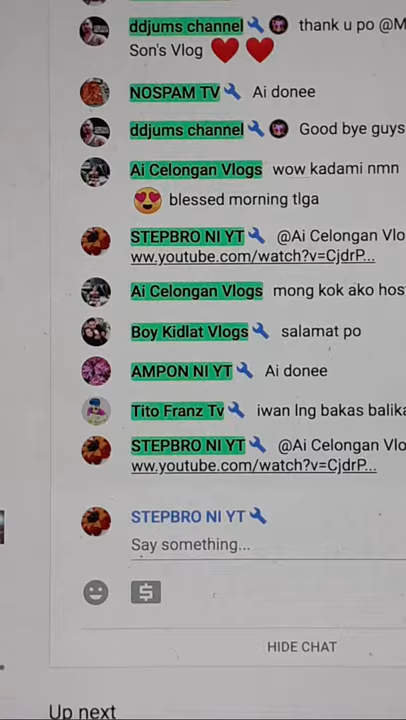 ddjums channel thank u po @M
Son's Vlog
NOSPAM TV Ai donee
ddjums channel Good bye guys
Ai Celongan Vlogs wow kadami nmn
blessed morning tlga
STEPBRO NI YT @Ai Celongan Vlo
ww.youtube.com/watch?v=CjdrP...
Ai Celongan Vlogs mong kok ako hos
Boy Kidlat Vlogs salamat po
AMPON NI YT Ai donee
Tito Franz Tv iwan lng bakas balika
STEPBRO NI YT @Ai Celongan Vlo
ww.youtube.com/watch?v=CjdrP...
STEPBRO NI YT
Say something...
HIDE CHAT
Up next